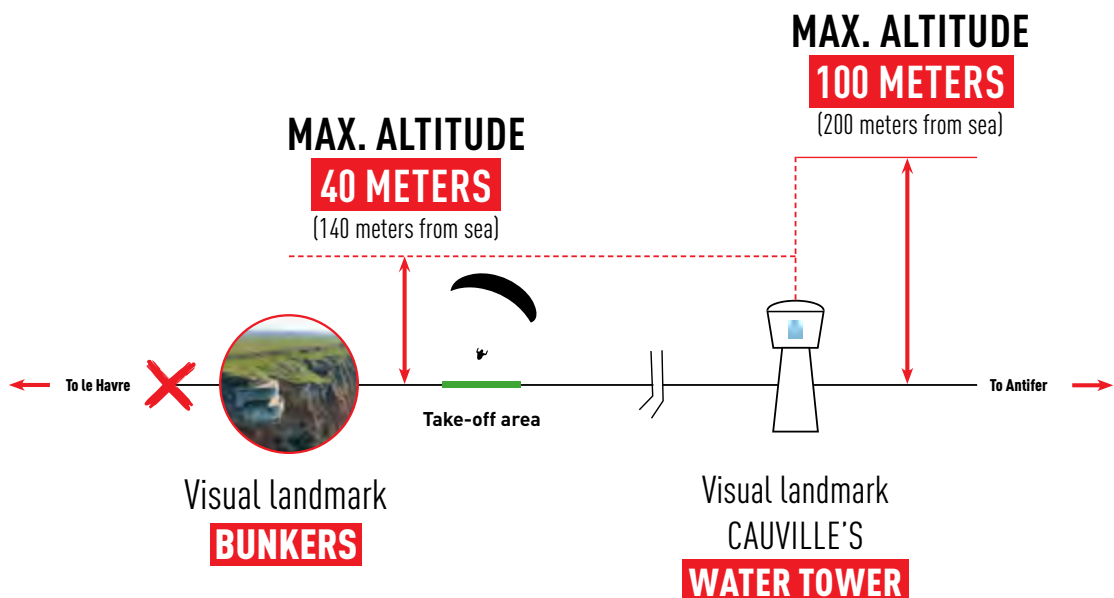 MAX. ALTITUDE
100 METERS
(200 meters from sea)
MAX. ALTITUDE
40 METERS
(140 meters from sea)
To le Havre
Take-off area
To Antifer
Visual landmark
BUNKERS
Visual landmark
CAUVILLE'S
WATER TOWER